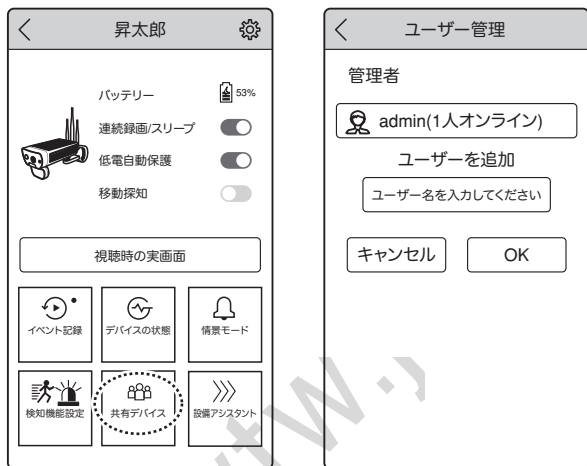 昇太郎
バッテリー
53%
連続録画/スリープ
低電自動保護
移動探知
視聴時の実画面
イベント記録
デバイスの状態
情景モード
検知機能設定
共有デバイス
設備アシスタント
ユーザー管理
管理者
admin(1人オンライン)
ユーザーを追加
ユーザー名を入力してください
キャンセル
OK